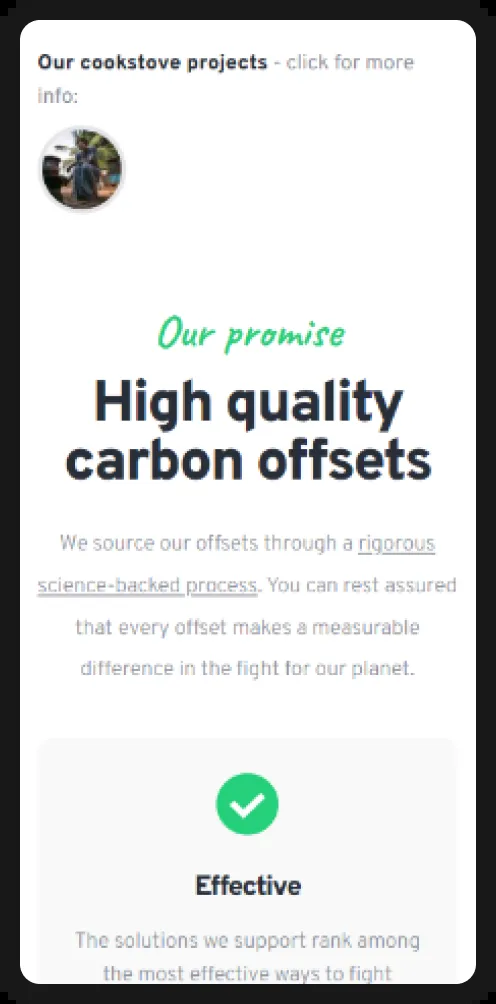 Our cookstove projects - click for more
info:
Our promise
High quality
carbon offsets
We source our offsets through a rigorous
science-backed process. You can rest assured
that every offset makes a measurable
difference in the fight for our planet.
Effective
The solutions we support rank among
the most effective ways to fight